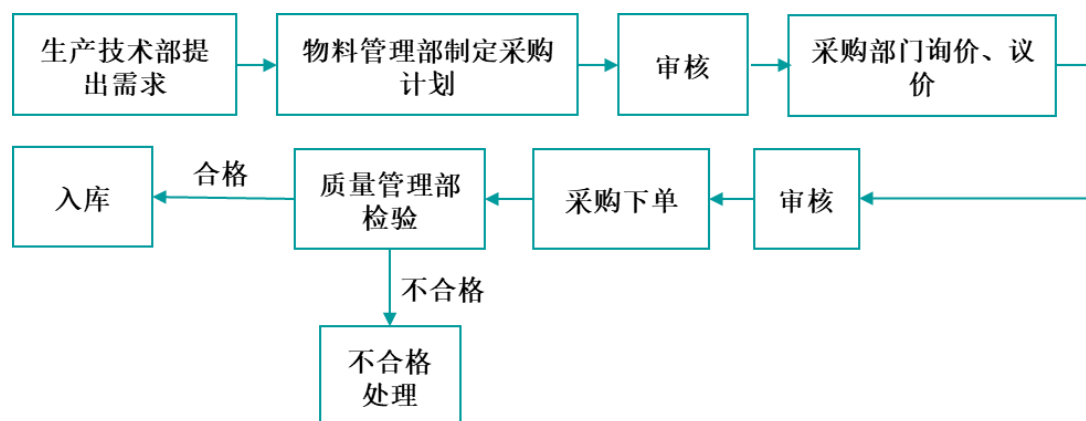 生产技术部提
出需求
物料管理部制定采购
计划
审核
采购部门询价、议
价
入库
合格
质量管理部
检验
采购下单
审核
不合格
不合格
处理